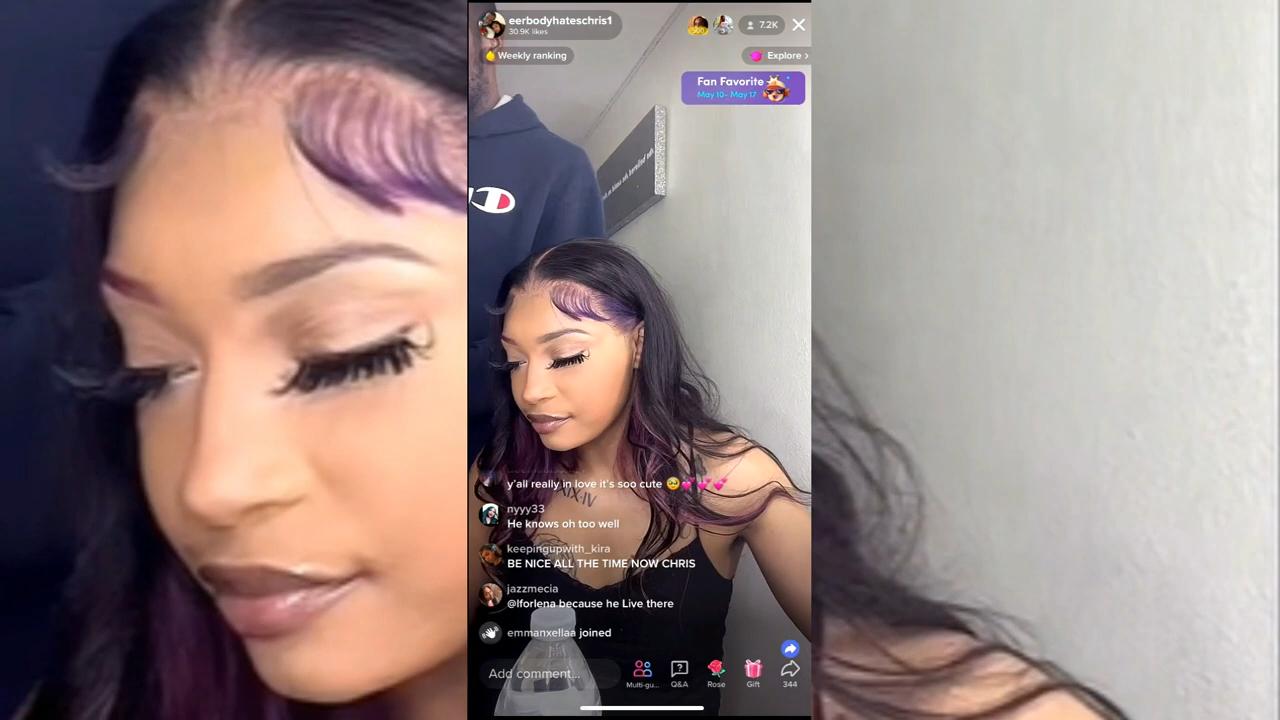 eerbodyhateschris1
30.9K likes
7.2K
Weekly ranking
Explore >
Fan Favorite
May 10- May 17
y'all really in love it's soo cute 🥹💕💕💕
XIX·IV
nyyy33
He knows oh too well
keepingupwith_kira
BE NICE ALL THE TIME NOW CHRIS
jazzmecia
@lforlena because he Live there
emmanxellaa joined
Add comment...
Multi-gu...
Q&A
Rose
Gift
344